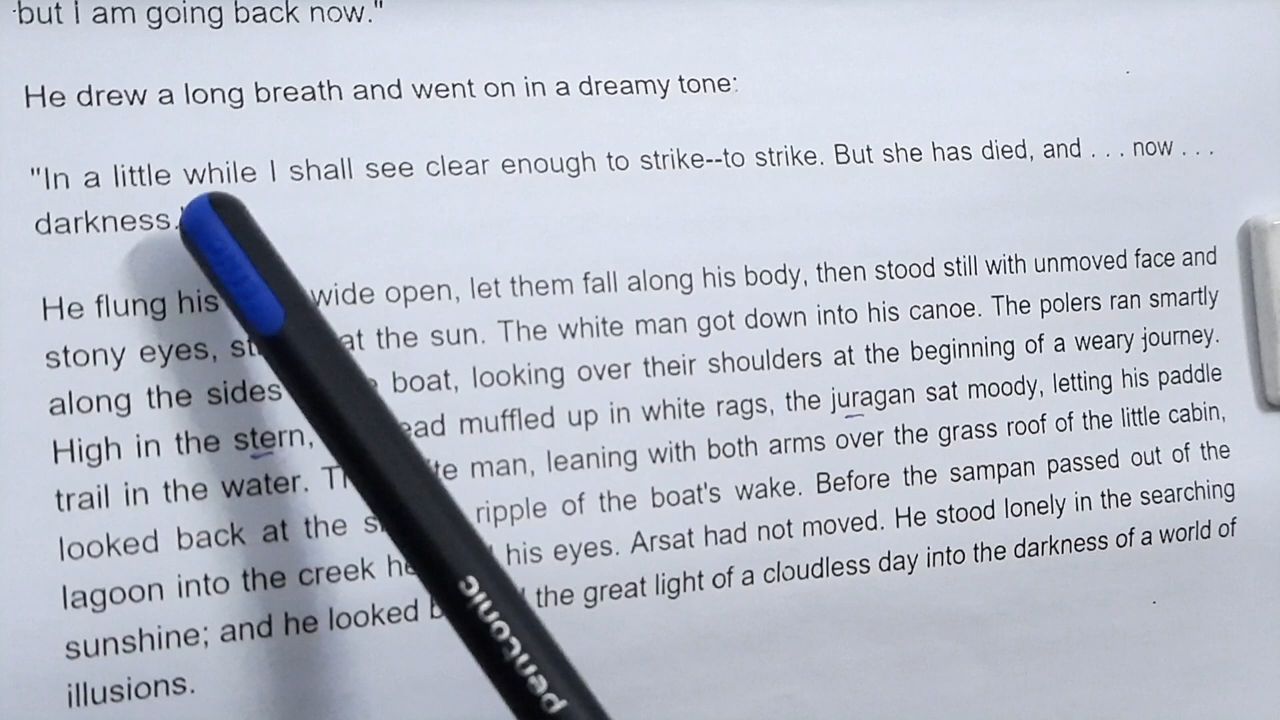 but I am going back now."
He drew a long breath and went on in a dreamy tone:
"In a little while I shall see clear enough to strike--to strike. But she has died, and . . . now . . .
darkness.
He flung his wide open, let them fall along his body, then stood still with unmoved face and
stony eyes, at the sun. The white man got down into his canoe. The polers ran smartly
along the sides boat, looking over their shoulders at the beginning of a weary journey.
High in the stern, muffled up in white rags, the juragan sat moody, letting his paddle
trail in the water. man, leaning with both arms over the grass roof of the little cabin,
looked back at the ripple of the boat's wake. Before the sampan passed out of the
lagoon into the creek his eyes. Arsat had not moved. He stood lonely in the searching
sunshine; and he looked the great light of a cloudless day into the darkness of a world of
illusions.
pentonic